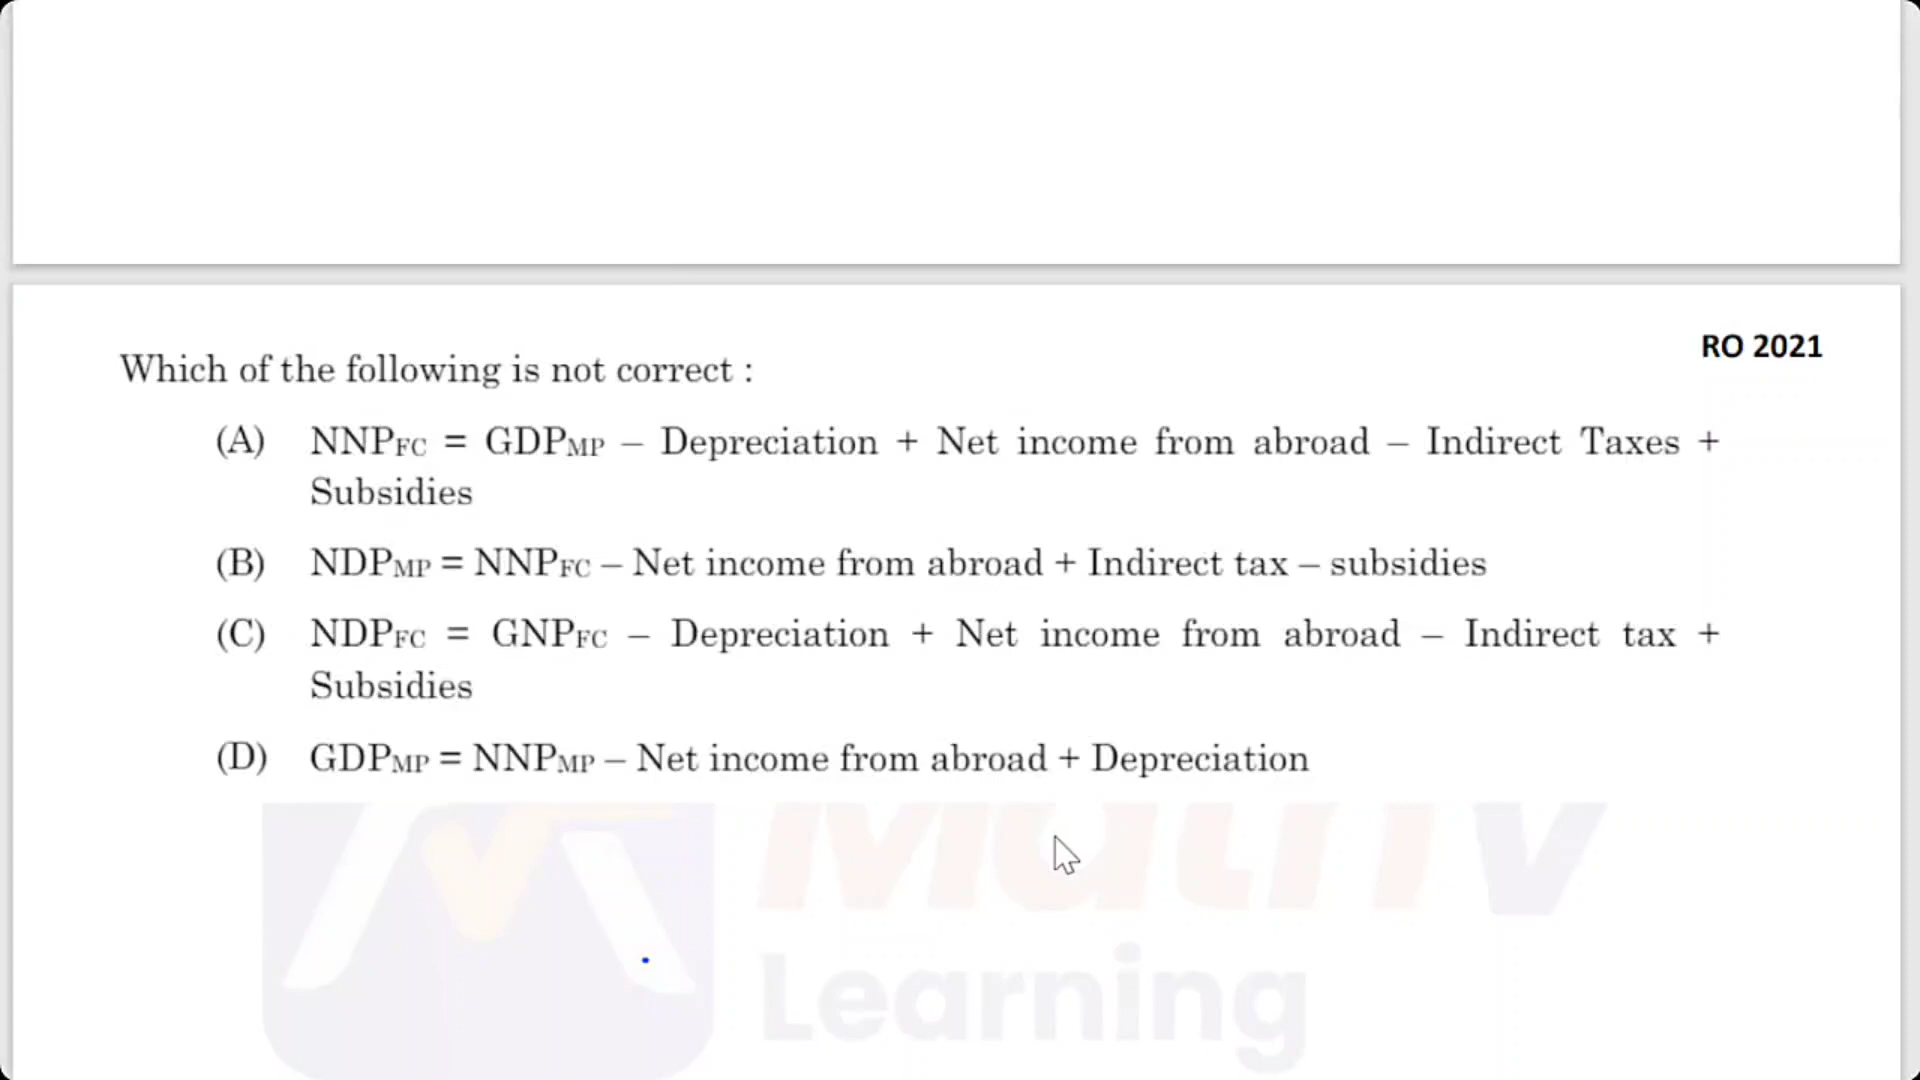 RO 2021
Which of the following is not correct :
(A) NNPFC = GDPMP – Depreciation + Net income from abroad – Indirect Taxes +
Subsidies
(B) NDPMP = NNPFC – Net income from abroad + Indirect tax – subsidies
(C) NDPFC = GNPFC – Depreciation + Net income from abroad – Indirect tax +
Subsidies
(D) GDPMP = NNPMP – Net income from abroad + Depreciation
Learning